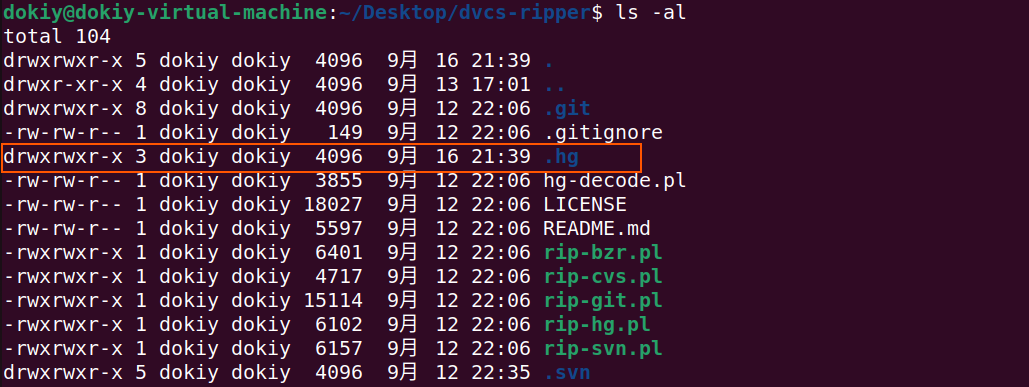 dokiy@dokiy-virtual-machine:~/Desktop/dvcs-ripper$ ls -al
total 104
drwxrwxr-x 5 dokiy dokiy  4096  9月 16 21:39 .
drwxr-xr-x 4 dokiy dokiy  4096  9月 13 17:01 ..
drwxrwxr-x 8 dokiy dokiy  4096  9月 12 22:06 .git
-rw-rw-r-- 1 dokiy dokiy   149  9月 12 22:06 .gitignore
drwxrwxr-x 3 dokiy dokiy  4096  9月 16 21:39 .hg
-rw-rw-r-- 1 dokiy dokiy  3855  9月 12 22:06 hg-decode.pl
-rw-rw-r-- 1 dokiy dokiy 18027  9月 12 22:06 LICENSE
-rw-rw-r-- 1 dokiy dokiy  5597  9月 12 22:06 README.md
-rwxrwxr-x 1 dokiy dokiy  6401  9月 12 22:06 rip-bzr.pl
-rwxrwxr-x 1 dokiy dokiy  4717  9月 12 22:06 rip-cvs.pl
-rwxrwxr-x 1 dokiy dokiy 15114  9月 12 22:06 rip-git.pl
-rwxrwxr-x 1 dokiy dokiy  6102  9月 12 22:06 rip-hg.pl
-rwxrwxr-x 1 dokiy dokiy  6157  9月 12 22:06 rip-svn.pl
drwxrwxr-x 5 dokiy dokiy  4096  9月 12 22:35 .svn